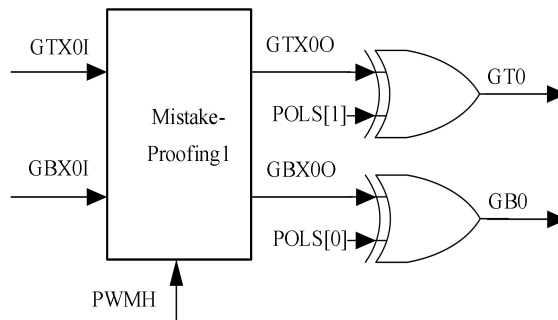 GTX0I
GTX0O
GT0
Mistake-
Proofing1
POLS[1]
GBX0I
GBX0O
GB0
POLS[0]
PWMH